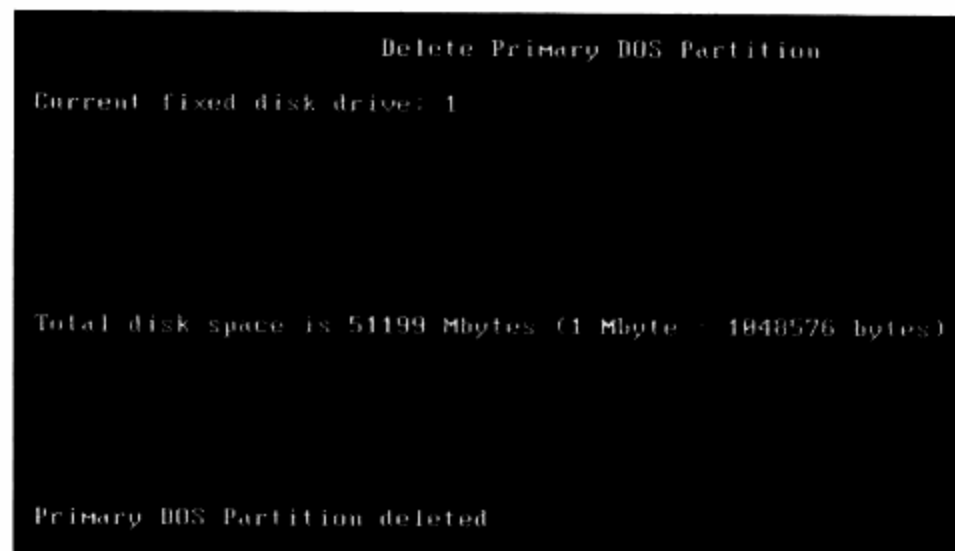 Delete Primary DOS Partition
Current fixed disk drive: 1
Total disk space is 51199 Mbytes (1 Mbyte = 1048576 bytes)
Primary DOS Partition deleted